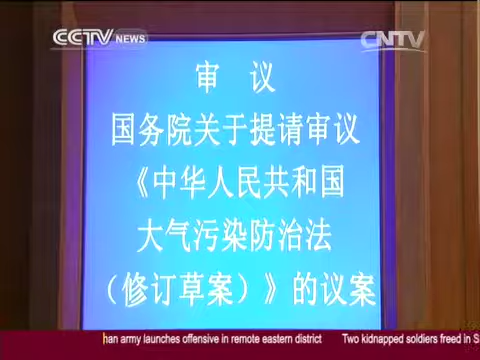 CCTV NEWS
CNTV
审 议
国务院关于提请审议
《中华人民共和国
大气污染防治法
（修订草案）》的议案
han army launches offensive in remote eastern district Two kidnapped soldiers freed in S